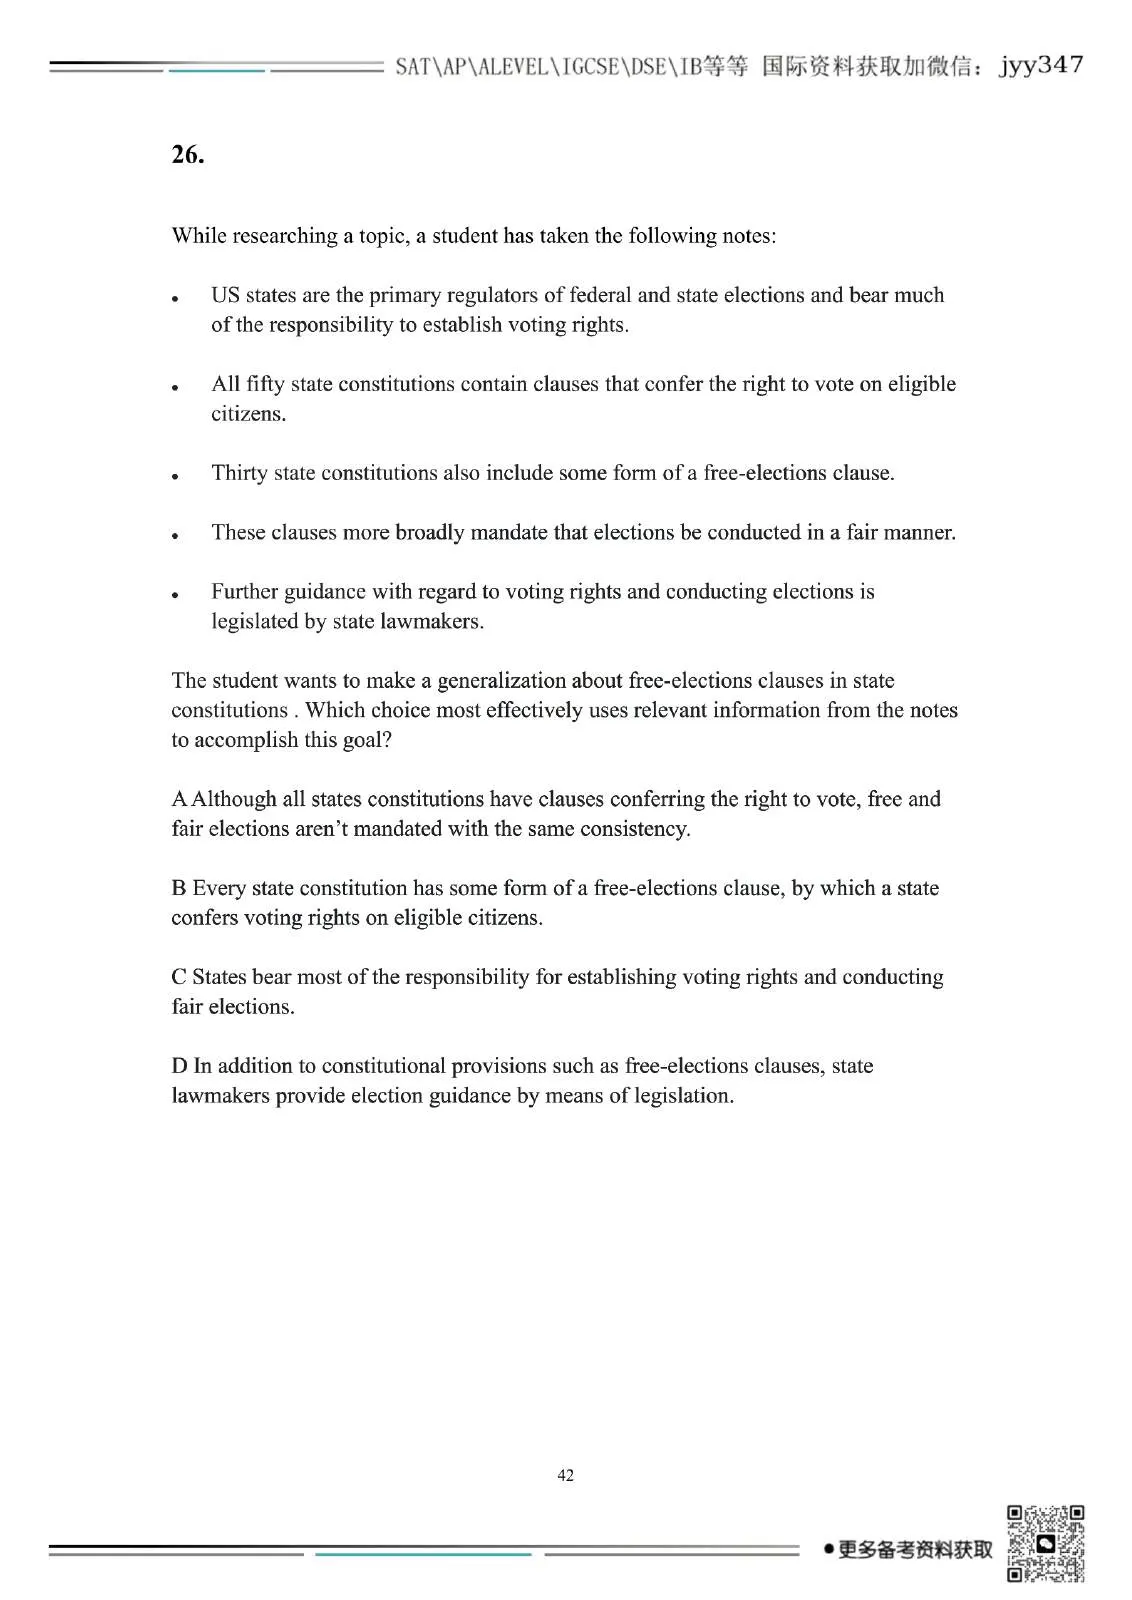 SAT\AP\ALEVEL\IGCSE\DSE\IB等等 国际资料获取加微信：jyy347
26.
While researching a topic, a student has taken the following notes:
• US states are the primary regulators of federal and state elections and bear much
of the responsibility to establish voting rights.
• All fifty state constitutions contain clauses that confer the right to vote on eligible
citizens.
• Thirty state constitutions also include some form of a free-elections clause.
• These clauses more broadly mandate that elections be conducted in a fair manner.
• Further guidance with regard to voting rights and conducting elections is
legislated by state lawmakers.
The student wants to make a generalization about free-elections clauses in state
constitutions . Which choice most effectively uses relevant information from the notes
to accomplish this goal?
A Although all states constitutions have clauses conferring the right to vote, free and
fair elections aren't mandated with the same consistency.
B Every state constitution has some form of a free-elections clause, by which a state
confers voting rights on eligible citizens.
C States bear most of the responsibility for establishing voting rights and conducting
fair elections.
D In addition to constitutional provisions such as free-elections clauses, state
lawmakers provide election guidance by means of legislation.
42
•更多备考资料获取